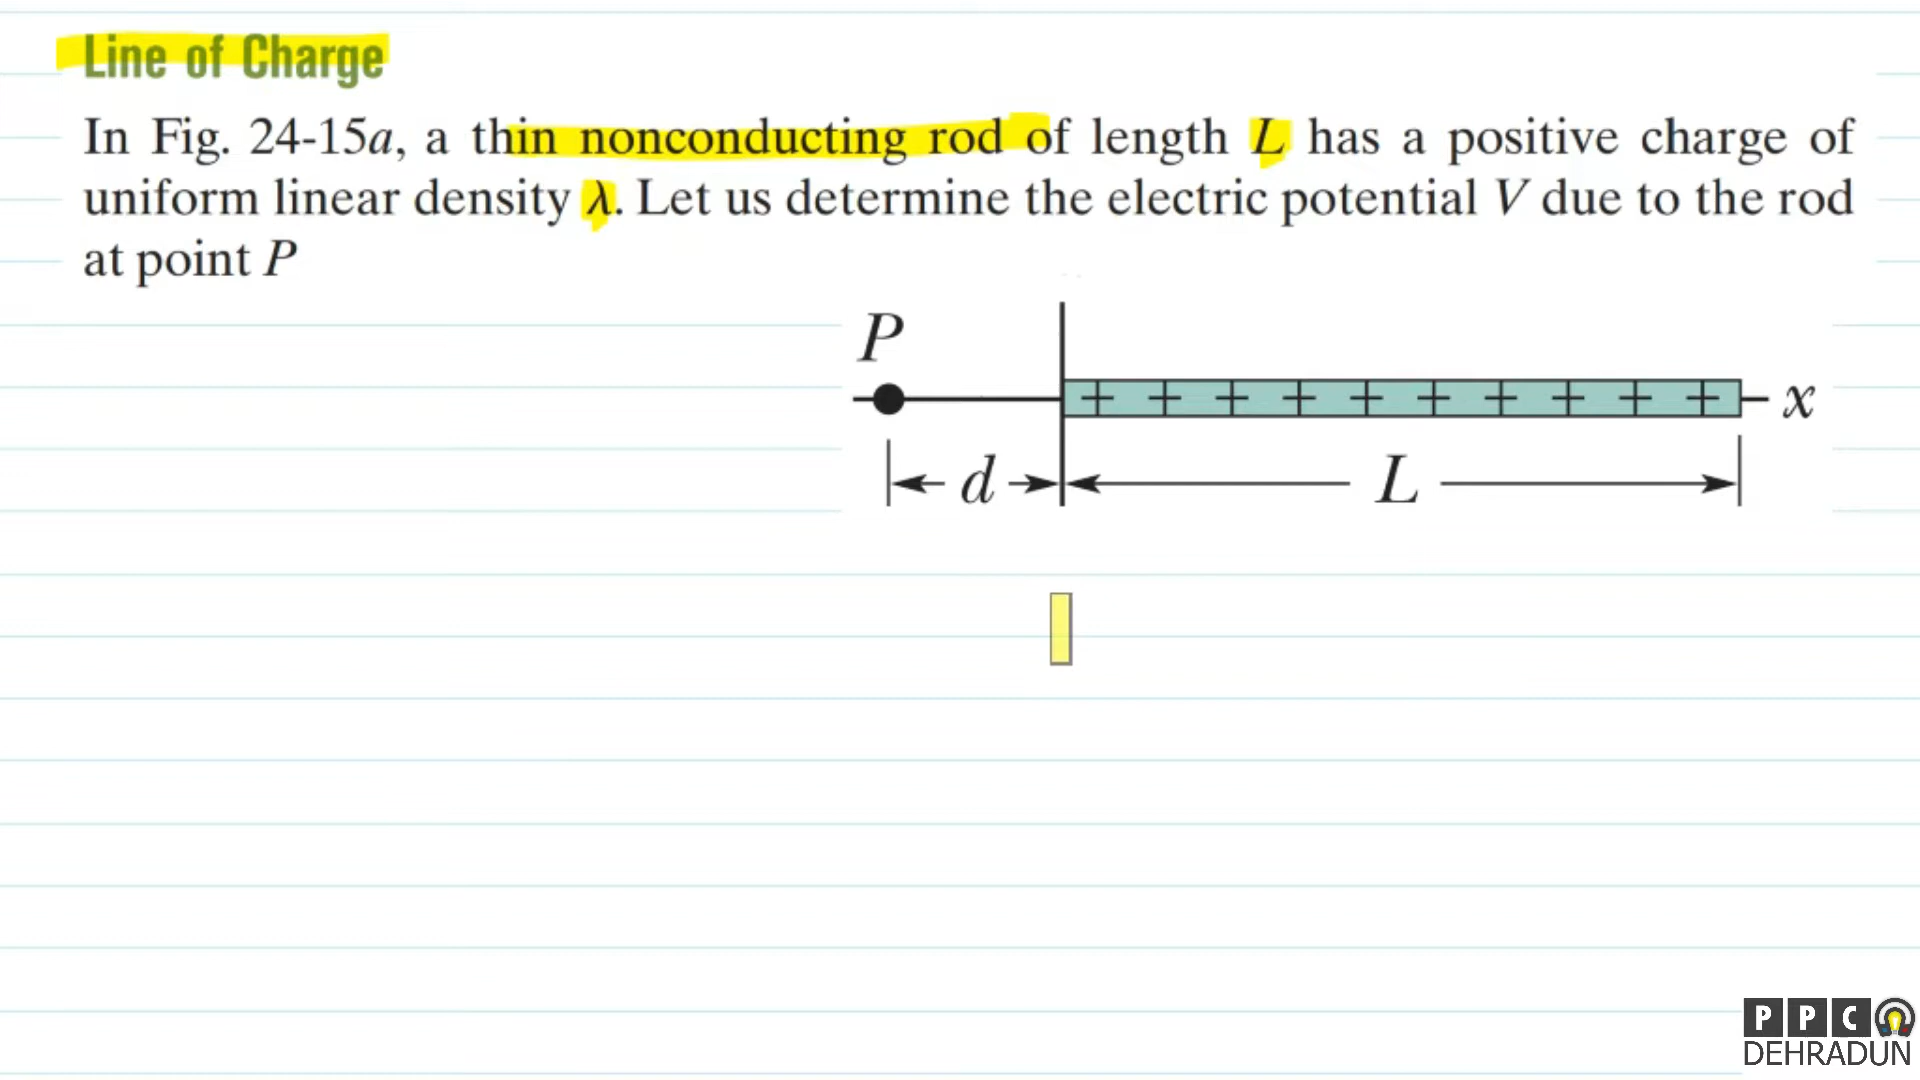 Line of Charge
In Fig. 24-15a, a thin nonconducting rod of length L has a positive charge of
uniform linear density λ. Let us determine the electric potential V due to the rod
at point P
P
+ + + + + + + + + + x
d L
PPC
DEHRADUN